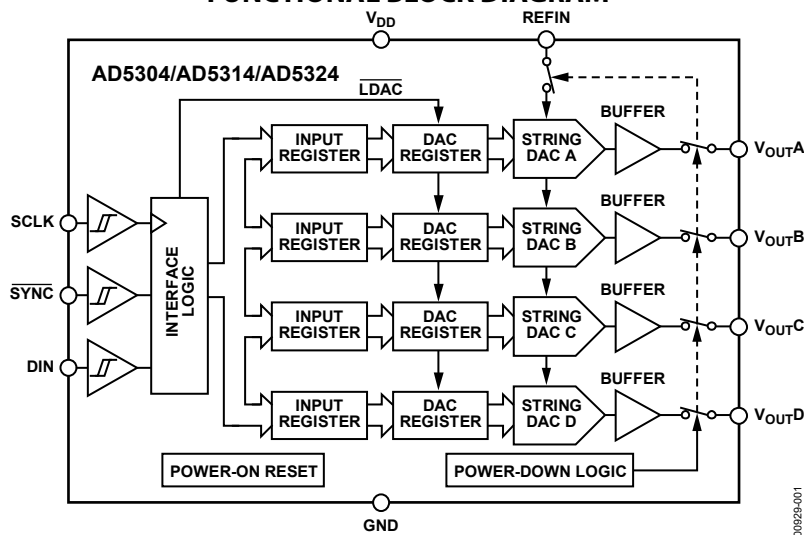 FUNCTIONAL BLOCK DIAGRAM
VDD
REFIN
AD5304/AD5314/AD5324
LDAC
INPUT
REGISTER
DAC
REGISTER
STRING
DAC A
BUFFER
VOUTA
SCLK
SYNC
DIN
INTERFACE
LOGIC
INPUT
REGISTER
DAC
REGISTER
STRING
DAC B
BUFFER
VOUTB
INPUT
REGISTER
DAC
REGISTER
STRING
DAC C
BUFFER
VOUTC
INPUT
REGISTER
DAC
REGISTER
STRING
DAC D
BUFFER
VOUTD
POWER-ON RESET
POWER-DOWN LOGIC
GND
00929-001